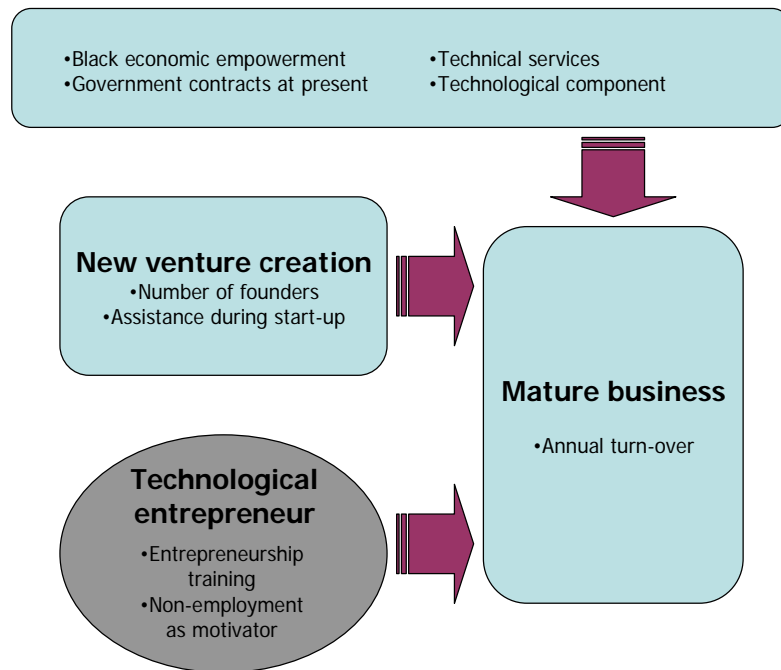 •Black economic empowerment
•Government contracts at present
•Technical services
•Technological component
New venture creation
•Number of founders
•Assistance during start-up
Mature business
•Annual turn-over
Technological
entrepreneur
•Entrepreneurship
training
•Non-employment
as motivator